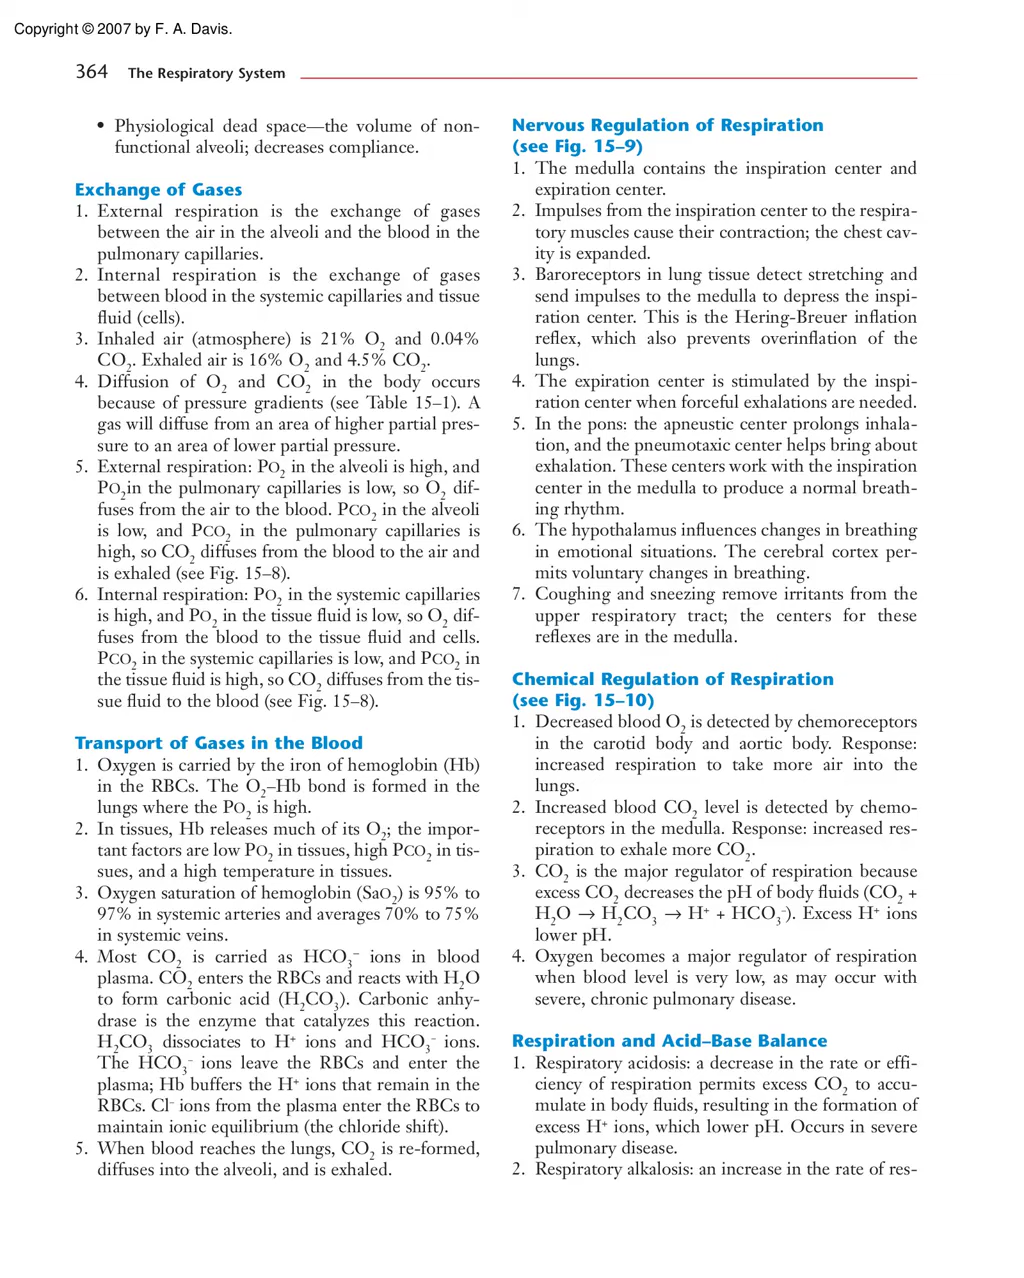 Copyright © 2007 by F. A. Davis.
364 The Respiratory System
• Physiological dead space—the volume of non-
functional alveoli; decreases compliance.
Exchange of Gases
1. External respiration is the exchange of gases
between the air in the alveoli and the blood in the
pulmonary capillaries.
2. Internal respiration is the exchange of gases
between blood in the systemic capillaries and tissue
fluid (cells).
3. Inhaled air (atmosphere) is 21% O₂ and 0.04%
CO₂. Exhaled air is 16% O₂ and 4.5% CO₂.
4. Diffusion of O₂ and CO₂ in the body occurs
because of pressure gradients (see Table 15–1). A
gas will diffuse from an area of higher partial pres-
sure to an area of lower partial pressure.
5. External respiration: PO₂ in the alveoli is high, and
PO₂in the pulmonary capillaries is low, so O₂ dif-
fuses from the air to the blood. PCO₂ in the alveoli
is low, and PCO₂ in the pulmonary capillaries is
high, so CO₂ diffuses from the blood to the air and
is exhaled (see Fig. 15–8).
6. Internal respiration: PO₂ in the systemic capillaries
is high, and PO₂ in the tissue fluid is low, so O₂ dif-
fuses from the blood to the tissue fluid and cells.
PCO₂ in the systemic capillaries is low, and PCO₂ in
the tissue fluid is high, so CO₂ diffuses from the tis-
sue fluid to the blood (see Fig. 15–8).
Transport of Gases in the Blood
1. Oxygen is carried by the iron of hemoglobin (Hb)
in the RBCs. The O₂–Hb bond is formed in the
lungs where the PO₂ is high.
2. In tissues, Hb releases much of its O₂; the impor-
tant factors are low PO₂ in tissues, high PCO₂ in tis-
sues, and a high temperature in tissues.
3. Oxygen saturation of hemoglobin (SaO₂) is 95% to
97% in systemic arteries and averages 70% to 75%
in systemic veins.
4. Most CO₂ is carried as HCO₃⁻ ions in blood
plasma. CO₂ enters the RBCs and reacts with H₂O
to form carbonic acid (H₂CO₃). Carbonic anhy-
drase is the enzyme that catalyzes this reaction.
H₂CO₃ dissociates to H⁺ ions and HCO₃⁻ ions.
The HCO₃⁻ ions leave the RBCs and enter the
plasma; Hb buffers the H⁺ ions that remain in the
RBCs. Cl⁻ ions from the plasma enter the RBCs to
maintain ionic equilibrium (the chloride shift).
5. When blood reaches the lungs, CO₂ is re-formed,
diffuses into the alveoli, and is exhaled.
Nervous Regulation of Respiration
(see Fig. 15–9)
1. The medulla contains the inspiration center and
expiration center.
2. Impulses from the inspiration center to the respira-
tory muscles cause their contraction; the chest cav-
ity is expanded.
3. Baroreceptors in lung tissue detect stretching and
send impulses to the medulla to depress the inspi-
ration center. This is the Hering-Breuer inflation
reflex, which also prevents overinflation of the
lungs.
4. The expiration center is stimulated by the inspi-
ration center when forceful exhalations are needed.
5. In the pons: the apneustic center prolongs inhala-
tion, and the pneumotaxic center helps bring about
exhalation. These centers work with the inspiration
center in the medulla to produce a normal breath-
ing rhythm.
6. The hypothalamus influences changes in breathing
in emotional situations. The cerebral cortex per-
mits voluntary changes in breathing.
7. Coughing and sneezing remove irritants from the
upper respiratory tract; the centers for these
reflexes are in the medulla.
Chemical Regulation of Respiration
(see Fig. 15–10)
1. Decreased blood O₂ is detected by chemoreceptors
in the carotid body and aortic body. Response:
increased respiration to take more air into the
lungs.
2. Increased blood CO₂ level is detected by chemo-
receptors in the medulla. Response: increased res-
piration to exhale more CO₂.
3. CO₂ is the major regulator of respiration because
excess CO₂ decreases the pH of body fluids (CO₂ +
H₂O → H₂CO₃ → H⁺ + HCO₃⁻). Excess H⁺ ions
lower pH.
4. Oxygen becomes a major regulator of respiration
when blood level is very low, as may occur with
severe, chronic pulmonary disease.
Respiration and Acid–Base Balance
1. Respiratory acidosis: a decrease in the rate or effi-
ciency of respiration permits excess CO₂ to accu-
mulate in body fluids, resulting in the formation of
excess H⁺ ions, which lower pH. Occurs in severe
pulmonary disease.
2. Respiratory alkalosis: an increase in the rate of res-